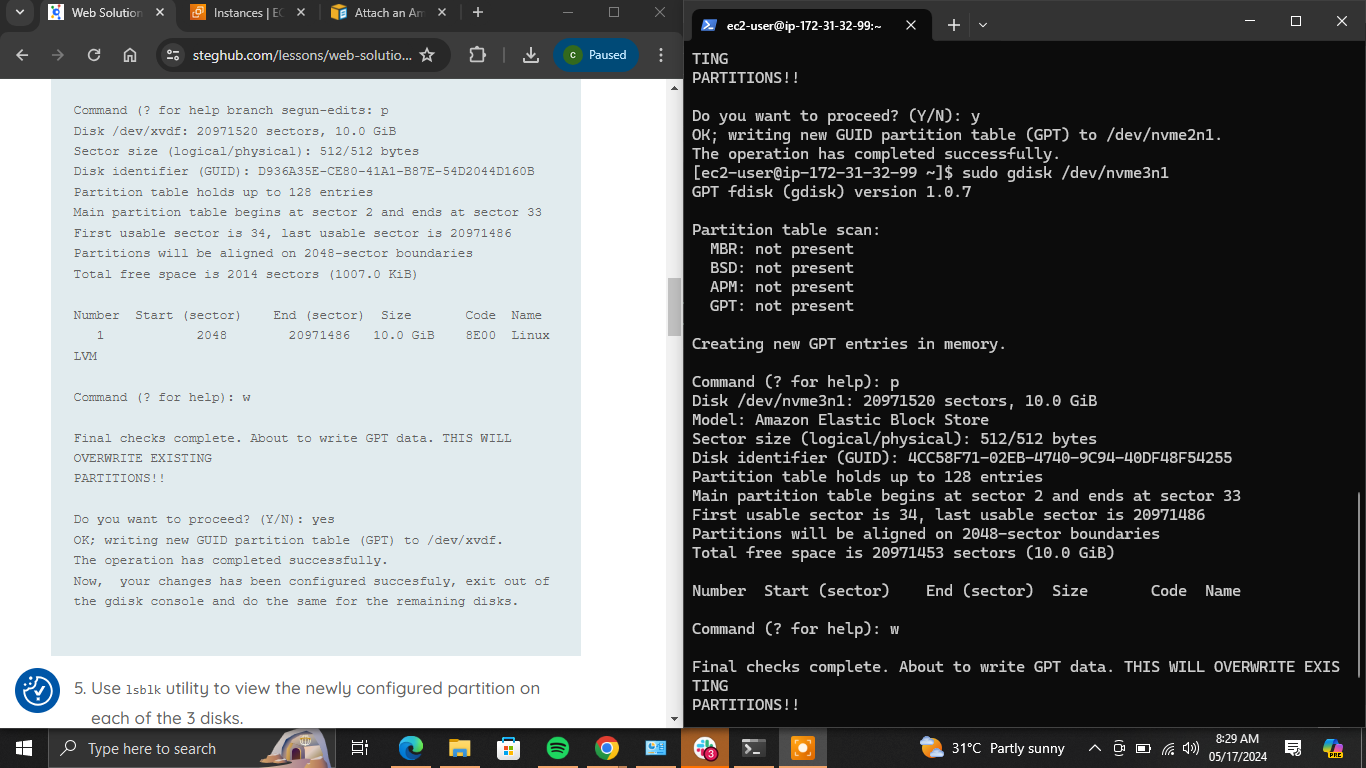 Web Solution
Instances | EC
Attach an Am
steghub.com/lessons/web-solutio...
C Paused
Command (? for help branch segun-edits: p
Disk /dev/xvdf: 20971520 sectors, 10.0 GiB
Sector size (logical/physical): 512/512 bytes
Disk identifier (GUID): D936A35E-CE80-41A1-B87E-54D2044D160B
Partition table holds up to 128 entries
Main partition table begins at sector 2 and ends at sector 33
First usable sector is 34, last usable sector is 20971486
Partitions will be aligned on 2048-sector boundaries
Total free space is 2014 sectors (1007.0 KiB)
Number Start (sector) End (sector) Size Code Name
1 2048 20971486 10.0 GiB 8E00 Linux
LVM
Command (? for help): w
Final checks complete. About to write GPT data. THIS WILL
OVERWRITE EXISTING
PARTITIONS!!
Do you want to proceed? (Y/N): yes
OK; writing new GUID partition table (GPT) to /dev/xvdf.
The operation has completed successfully.
Now, your changes has been configured succesfuly, exit out of
the gdisk console and do the same for the remaining disks.
5. Use lsblk utility to view the newly configured partition on
each of the 3 disks.
ec2-user@ip-172-31-32-99:~
TING
PARTITIONS!!
Do you want to proceed? (Y/N): y
OK; writing new GUID partition table (GPT) to /dev/nvme2n1.
The operation has completed successfully.
[ec2-user@ip-172-31-32-99 ~]$ sudo gdisk /dev/nvme3n1
GPT fdisk (gdisk) version 1.0.7
Partition table scan:
MBR: not present
BSD: not present
APM: not present
GPT: not present
Creating new GPT entries in memory.
Command (? for help): p
Disk /dev/nvme3n1: 20971520 sectors, 10.0 GiB
Model: Amazon Elastic Block Store
Sector size (logical/physical): 512/512 bytes
Disk identifier (GUID): 4CC58F71-02EB-4740-9C94-40DF48F54255
Partition table holds up to 128 entries
Main partition table begins at sector 2 and ends at sector 33
First usable sector is 34, last usable sector is 20971486
Partitions will be aligned on 2048-sector boundaries
Total free space is 20971453 sectors (10.0 GiB)
Number Start (sector) End (sector) Size Code Name
Command (? for help): w
Final checks complete. About to write GPT data. THIS WILL OVERWRITE EXIS
TING
PARTITIONS!!
Type here to search
3
31°C Partly sunny
8:29 AM
05/17/2024
PRE